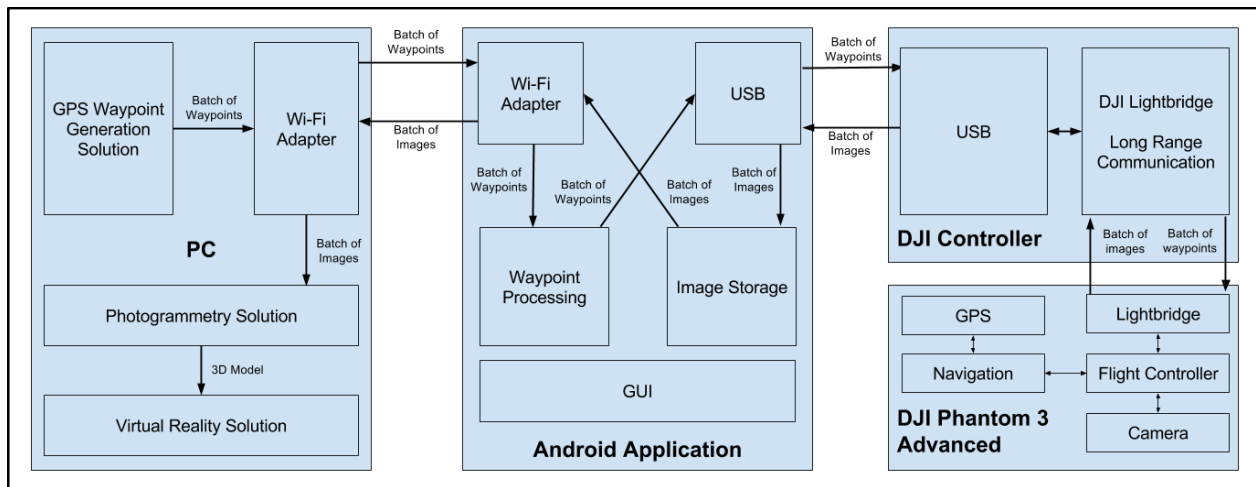 GPS Waypoint
Generation
Solution
Batch of
Waypoints
Wi-Fi
Adapter
PC
Batch of
Images
Photogrammetry Solution
3D Model
Virtual Reality Solution
Batch of
Waypoints
Batch of
Images
Wi-Fi
Adapter
USB
Batch of
Waypoints
Batch of
Waypoints
Batch of
Images
Batch of
Images
Waypoint
Processing
Image Storage
GUI
Android Application
Batch of
Waypoints
Batch of
Images
USB
DJI Lightbridge
Long Range
Communication
DJI Controller
Batch of
images
Batch of
waypoints
GPS
Lightbridge
Navigation
Flight Controller
DJI Phantom 3
Advanced
Camera